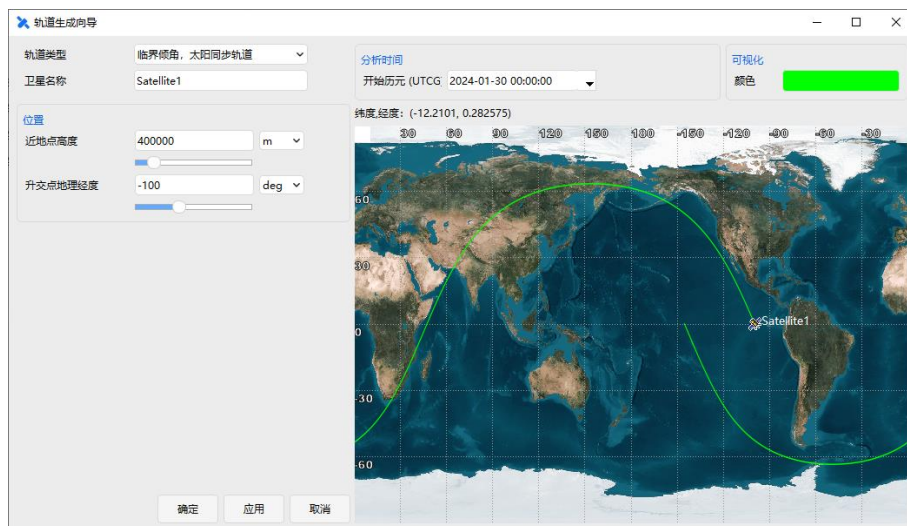 轨道生成向导
轨道类型
临界倾角，太阳同步轨道
卫星名称
Satellite1
位置
近地点高度
400000
m
升交点地理经度
-100
deg
分析时间
开始历元 (UTCG
2024-01-30 00:00:00
可视化
颜色
纬度,经度：(-12.2101, 0.282575)
30 60 90 120 150 180 -150 -120 -90 -60 -30
60
30
0
-30
-60
Satellite1
确定
应用
取消